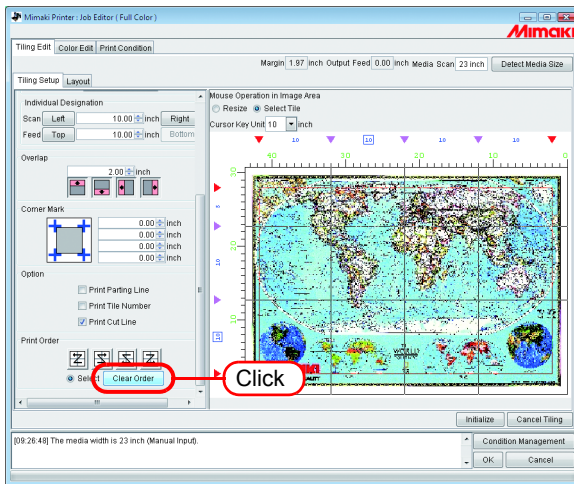 Mimaki Printer : Job Editor ( Full Color )
Mimaki
Tiling Edit Color Edit Print Condition
Margin 1.97 inch Output Feed 0.00 inch Media Scan 23 inch Detect Media Size
Tiling Setup Layout
Individual Designation
Scan Left 10.00 inch Right
Feed Top 10.00 inch Bottom
Overlap
2.00 inch
Corner Mark
0.00 inch
0.00 inch
0.00 inch
0.00 inch
Option
Print Parting Line
Print Tile Number
Print Cut Line
Print Order
Select Clear Order
Click
Mouse Operation in Image Area
Resize Select Tile
Cursor Key Unit 10 inch
10 10 10 10
40 30 20 10 0
30
5
20
10
10
10
WORLD
Initialize Cancel Tiling
[09:26:48] The media width is 23 inch (Manual Input).
Condition Management
OK Cancel